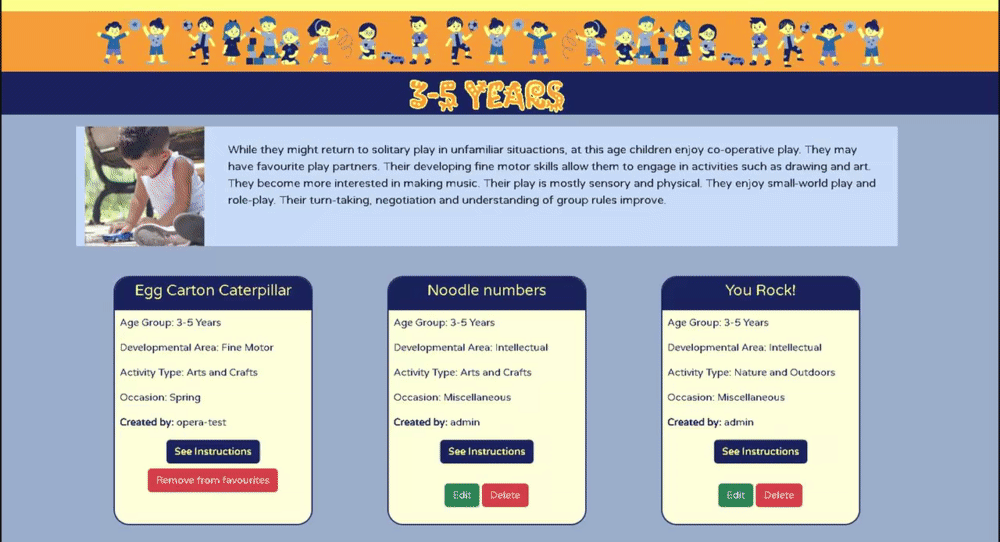 3-5 YEARS
While they might return to solitary play in unfamiliar situactions, at this age children enjoy co-operative play. They may
have favourite play partners. Their developing fine motor skills allow them to engage in activities such as drawing and art.
They become more interested in making music. Their play is mostly sensory and physical. They enjoy small-world play and
role-play. Their turn-taking, negotiation and understanding of group rules improve.
Egg Carton Caterpillar
Age Group: 3-5 Years
Developmental Area: Fine Motor
Activity Type: Arts and Crafts
Occasion: Spring
Created by: opera-test
See Instructions
Remove from favourites
Noodle numbers
Age Group: 3-5 Years
Developmental Area: Intellectual
Activity Type: Arts and Crafts
Occasion: Miscellaneous
Created by: admin
See Instructions
Edit Delete
You Rock!
Age Group: 3-5 Years
Developmental Area: Intellectual
Activity Type: Nature and Outdoors
Occasion: Miscellaneous
Created by: admin
See Instructions
Edit Delete